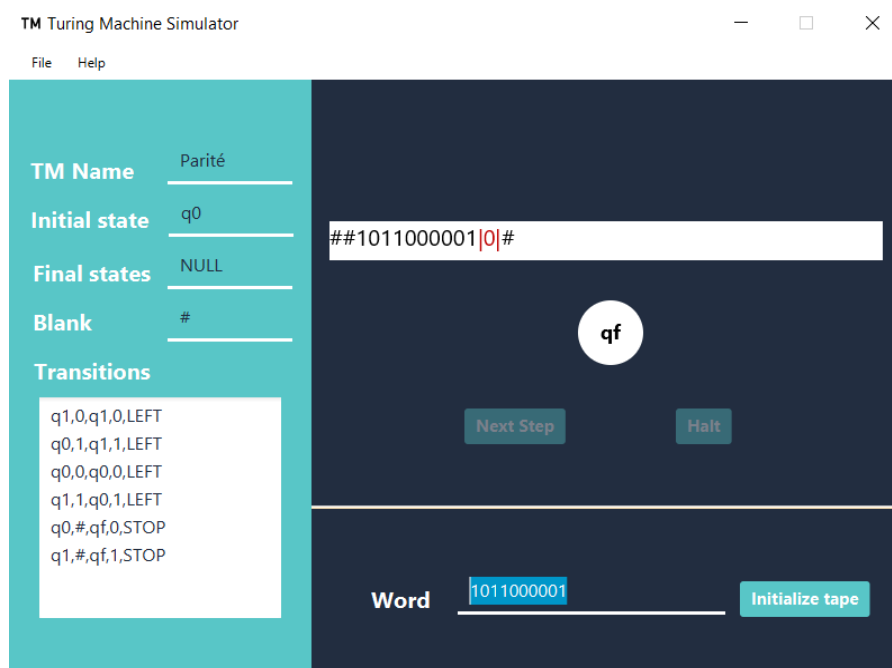 TM Turing Machine Simulator
File Help
TM Name Parité
Initial state q0
Final states NULL
Blank #
Transitions
q1,0,q1,0,LEFT
q0,1,q1,1,LEFT
q0,0,q0,0,LEFT
q1,1,q0,1,LEFT
q0,#,qf,0,STOP
q1,#,qf,1,STOP
##1011000001|0|#
qf
Next Step Halt
Word 1011000001 Initialize tape